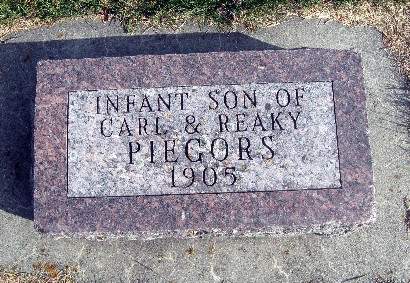 INFANT SON OF
CARL & REAKY
PIEGORS
1905